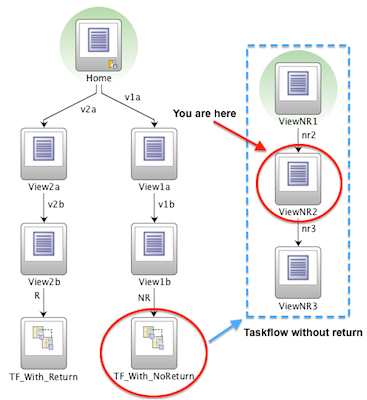 Home
v2a
v1a
View2a
View1a
v2b
v1b
View2b
View1b
R
NR
TF_With_Return
TF_With_NoReturn
You are here
ViewNR1
nr2
ViewNR2
nr3
ViewNR3
Taskflow without return